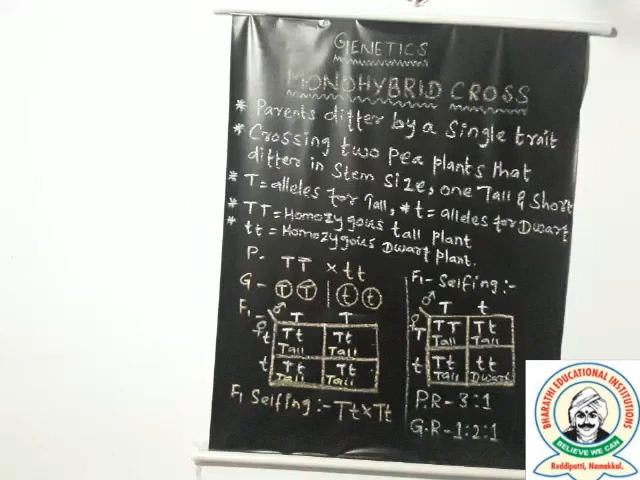 GENETICS
MONOHYBRID CROSS
* Parents differ by a single trait
* Crossing two pea plants that
differ in Stem Size, one Tall & Short
* T = alleles for Tall, * t = alleles for Dwarf
* TT = Homozygous tall plant
* tt = Homozygous Dwarf plant.
P. TT × tt
G - T T | t t
F1 - ♂ T T
♀ t Tt Tt
Tall Tall
t Tt Tt
Tall Tall
F1 Selfing :- Tt x Tt
F1 - Selfing :-
♂ T t
♀ T TT Tt
Tall Tall
t Tt tt
Tall Dwarf
P.R - 3:1
G.R - 1:2:1
BHARATHI EDUCATIONAL INSTITUTIONS
BELIEVE WE CAN
Reddipatti, Namakkal.